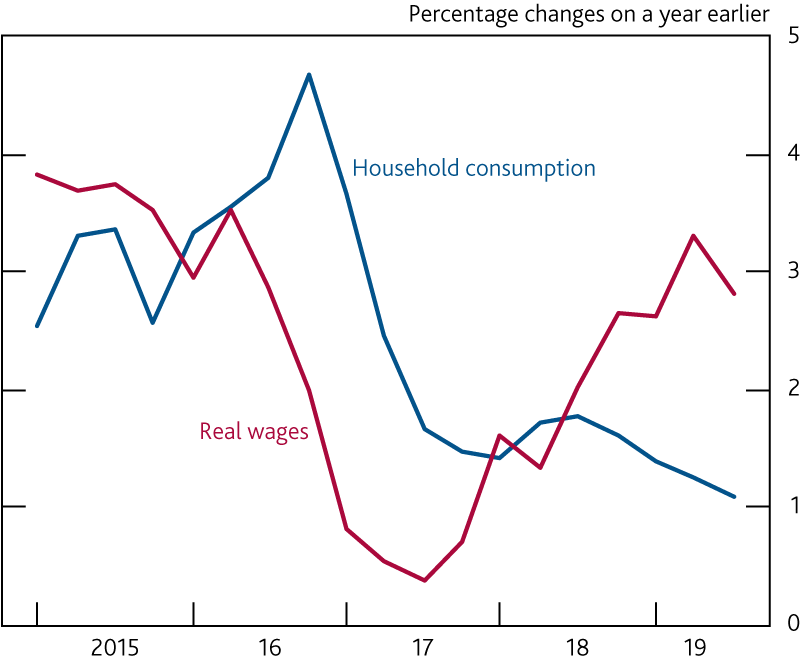 Percentage changes on a year earlier
5
4
Household consumption
3
2
Real wages
1
0
2015 16 17 18 19